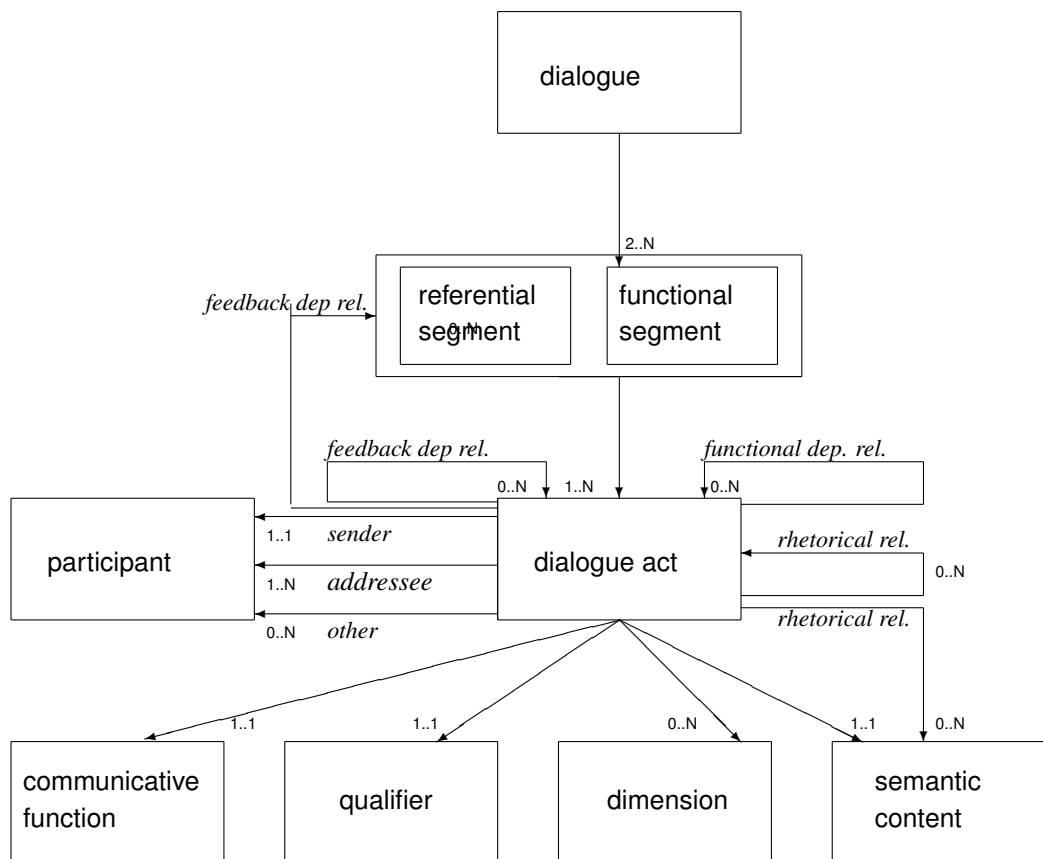 dialogue
2..N
feedback dep rel.
referential
segment
0..N
functional
segment
feedback dep rel.
functional dep. rel.
0..N
1..N
0..N
participant
1..1
sender
1..N
addressee
0..N
other
dialogue act
rhetorical rel.
0..N
rhetorical rel.
1..1
1..1
0..N
1..1
0..N
communicative
function
qualifier
dimension
semantic
content